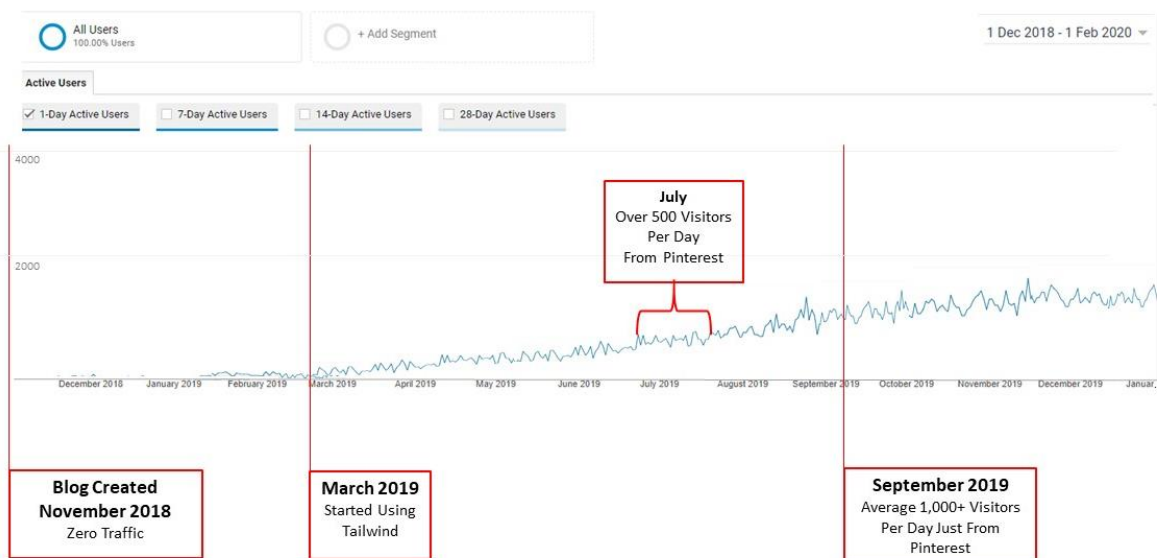 All Users
100.00% Users
+ Add Segment
1 Dec 2018 - 1 Feb 2020
Active Users
1-Day Active Users
7-Day Active Users
14-Day Active Users
28-Day Active Users
4000
2000
July
Over 500 Visitors
Per Day
From Pinterest
December 2018
January 2019
February 2019
March 2019
April 2019
May 2019
June 2019
July 2019
August 2019
September 2019
October 2019
November 2019
December 2019
Januar
Blog Created
November 2018
Zero Traffic
March 2019
Started Using
Tailwind
September 2019
Average 1,000+ Visitors
Per Day Just From
Pinterest